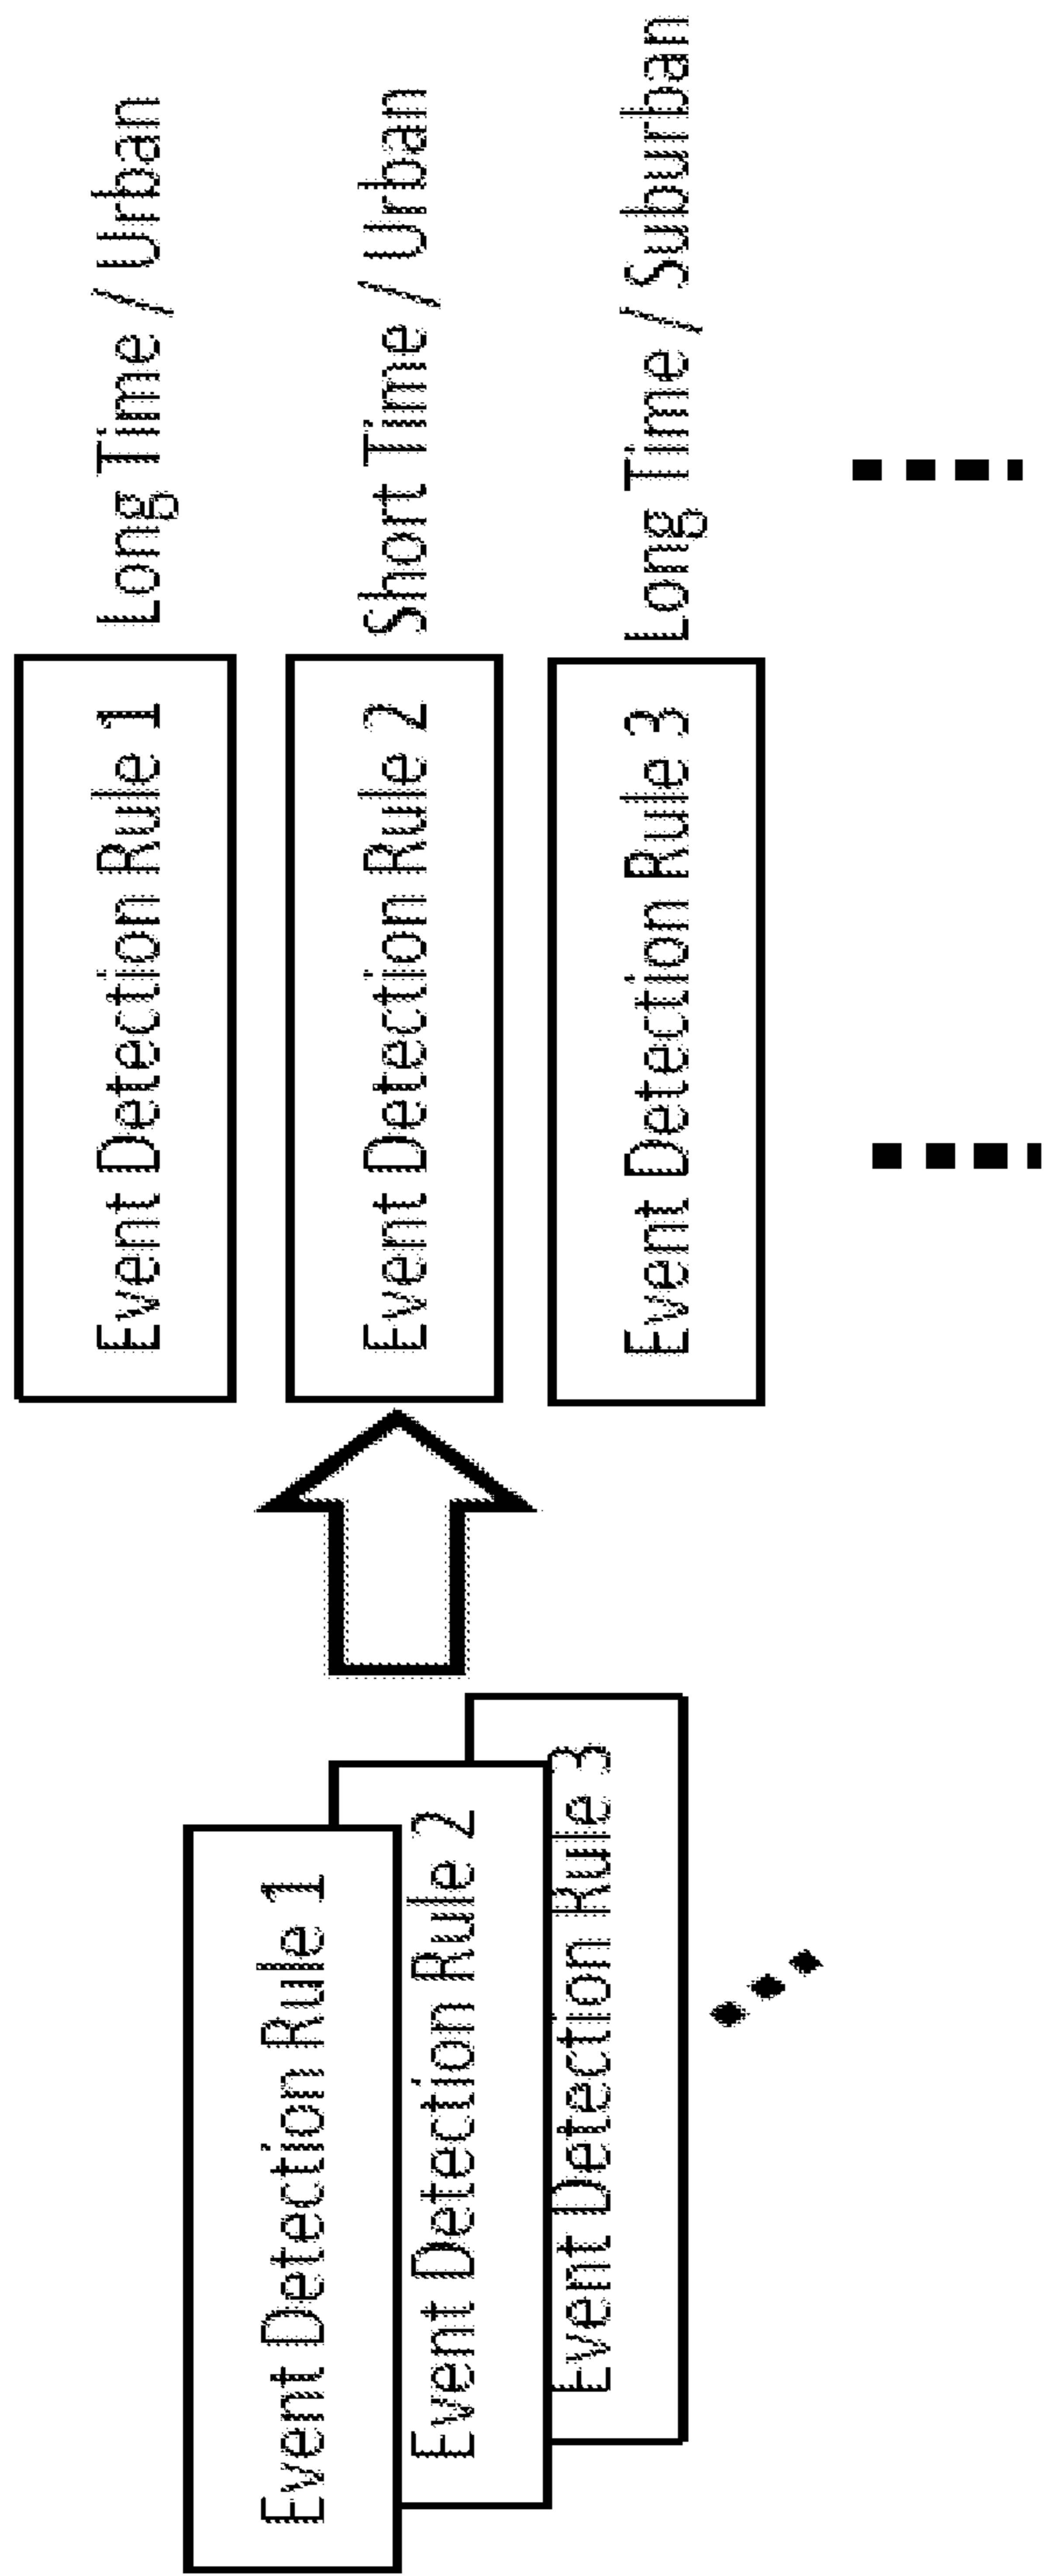 Event Detection Rule 1
Event Detection Rule 2
Event Detection Rule 3
Event Detection Rule 1 Long Time / Urban
Event Detection Rule 2 Short Time / Urban
Event Detection Rule 3 Long Time / Suburban